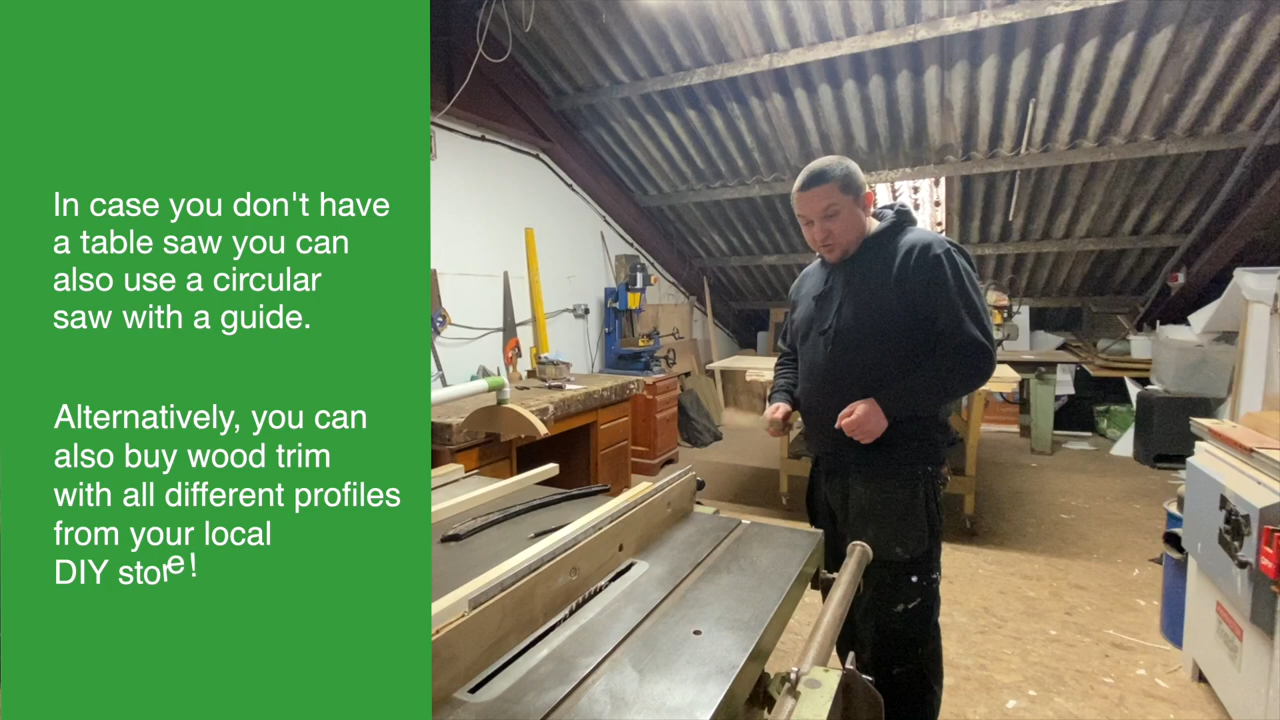 In case you don't have
a table saw you can
also use a circular
saw with a guide.
Alternatively, you can
also buy wood trim
with all different profiles
from your local
DIY store!